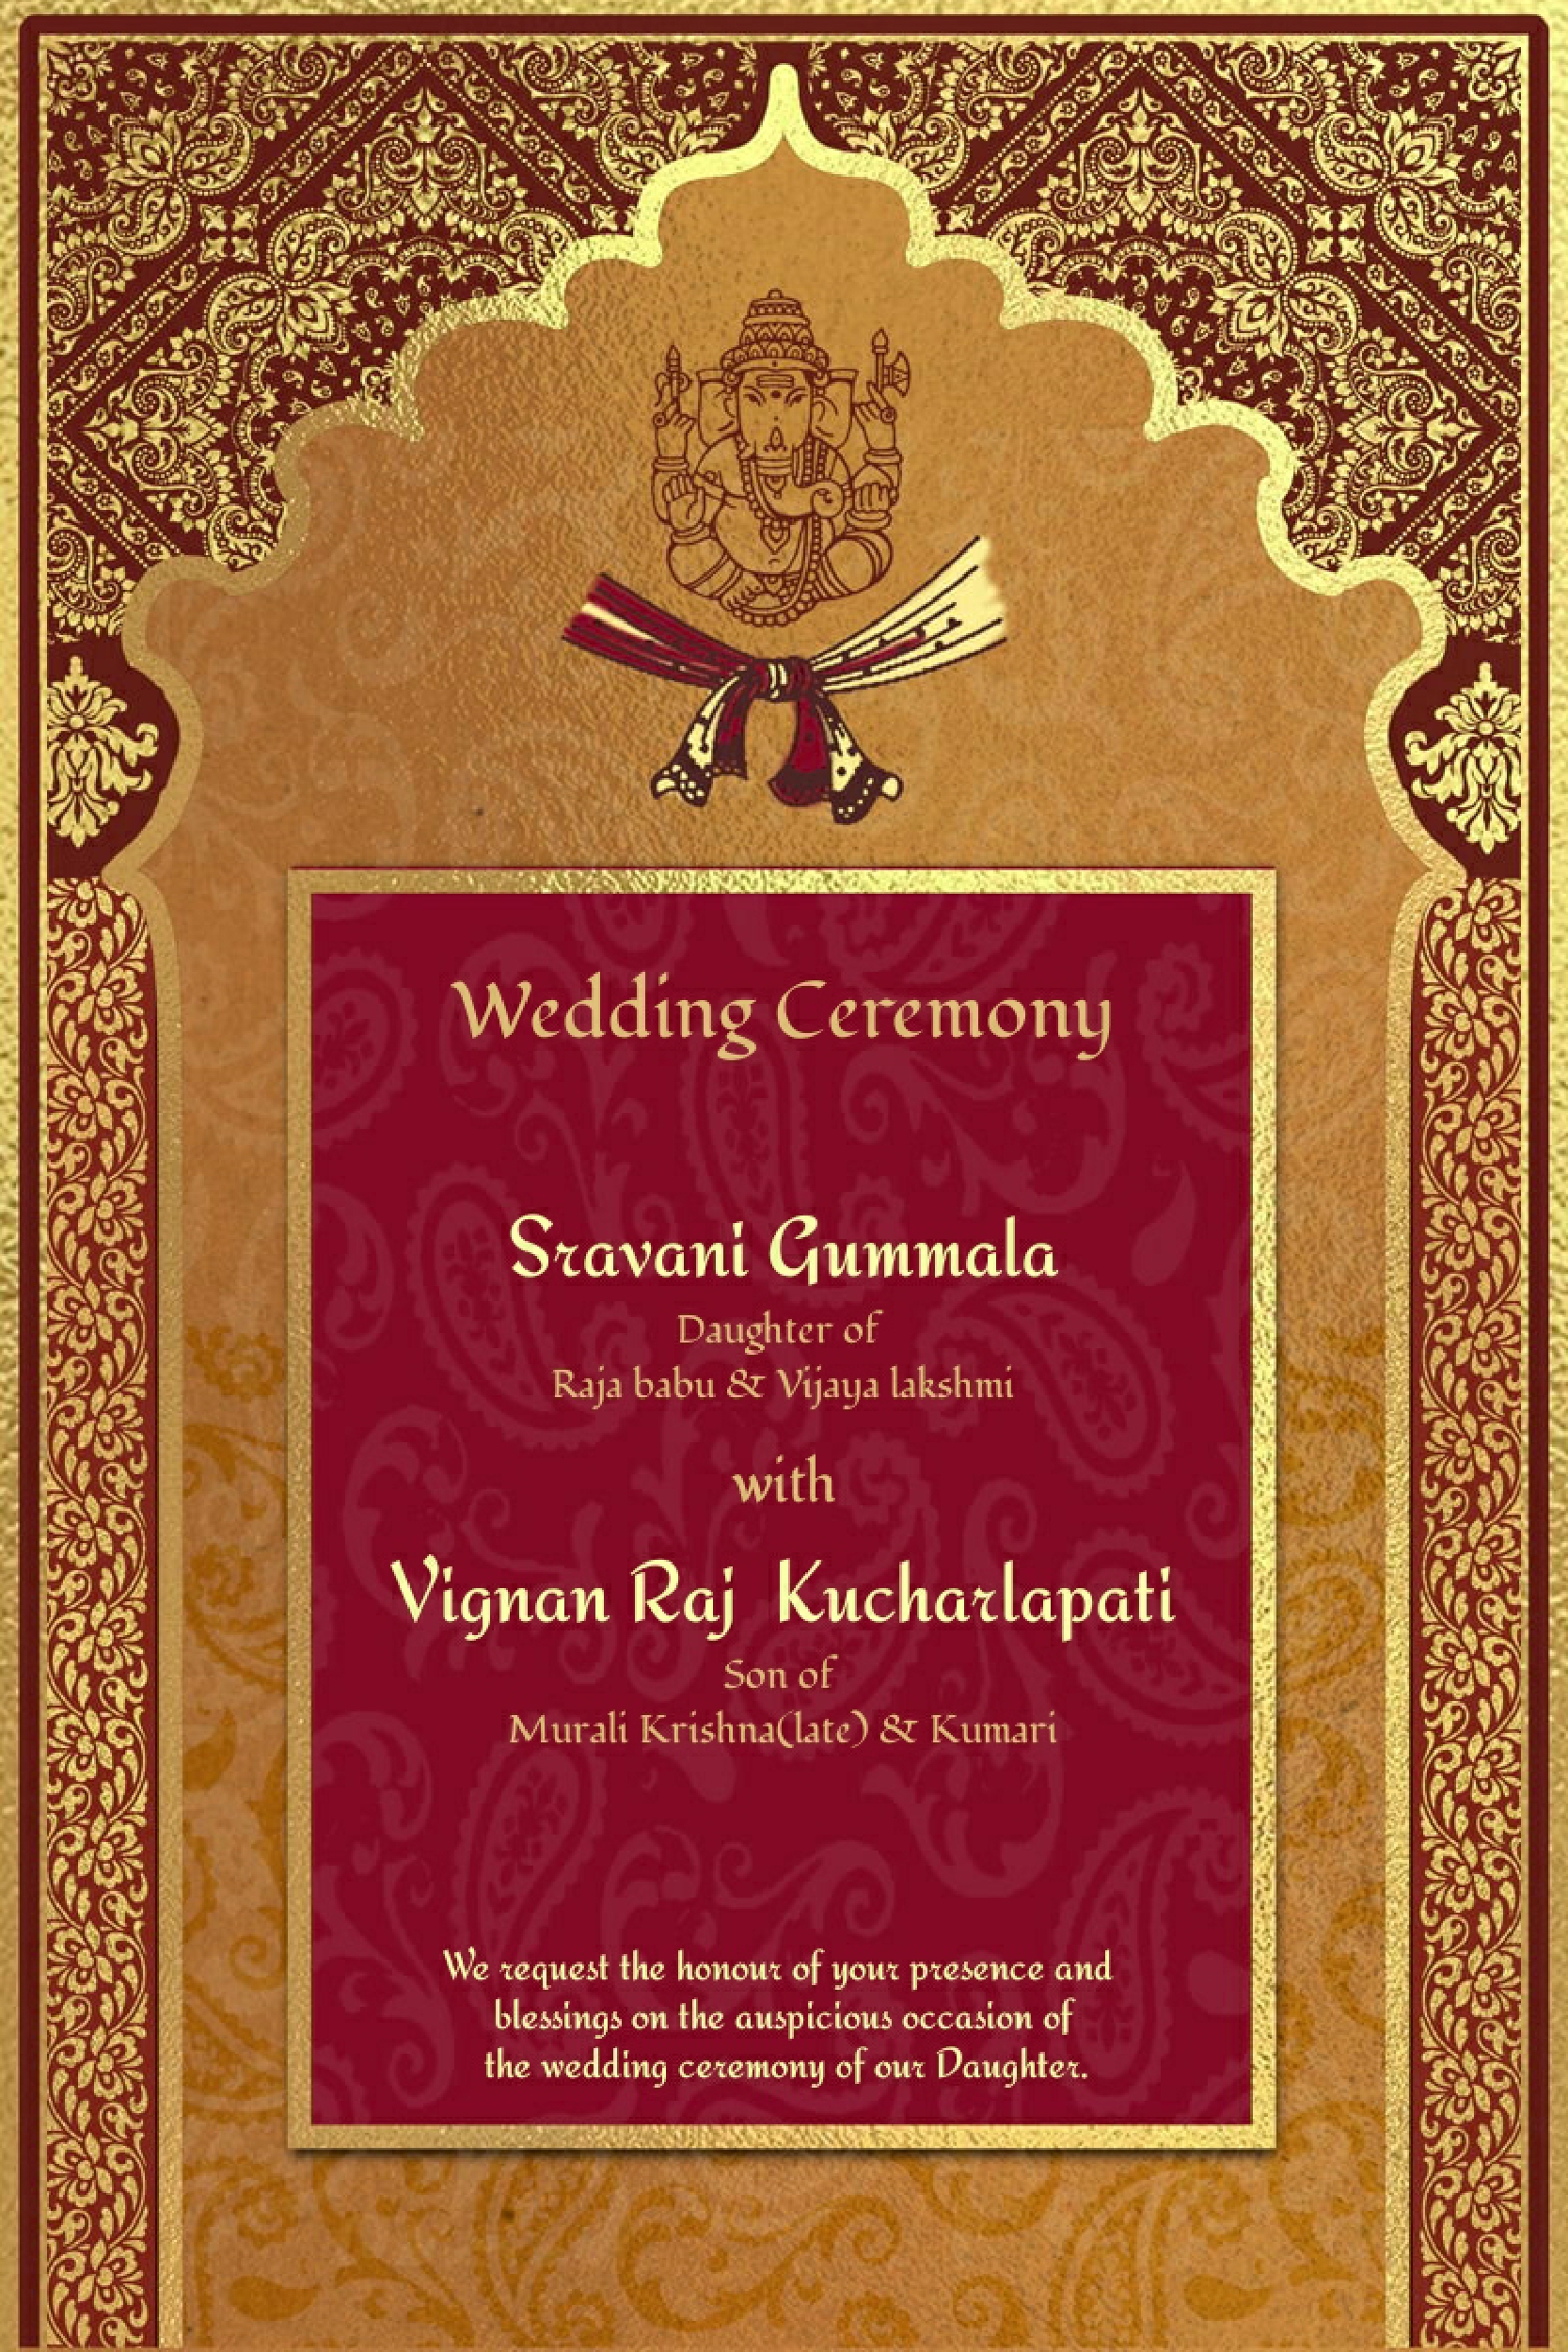 Wedding Ceremony
Sravani Gummala
Daughter of
Raja babu & Vijaya lakshmi
with
Vignan Raj  Kucharlapati
Son of
Murali Krishna(late) & Kumari
We request the honour of your presence and
blessings on the auspicious occasion of
the wedding ceremony of our Daughter.